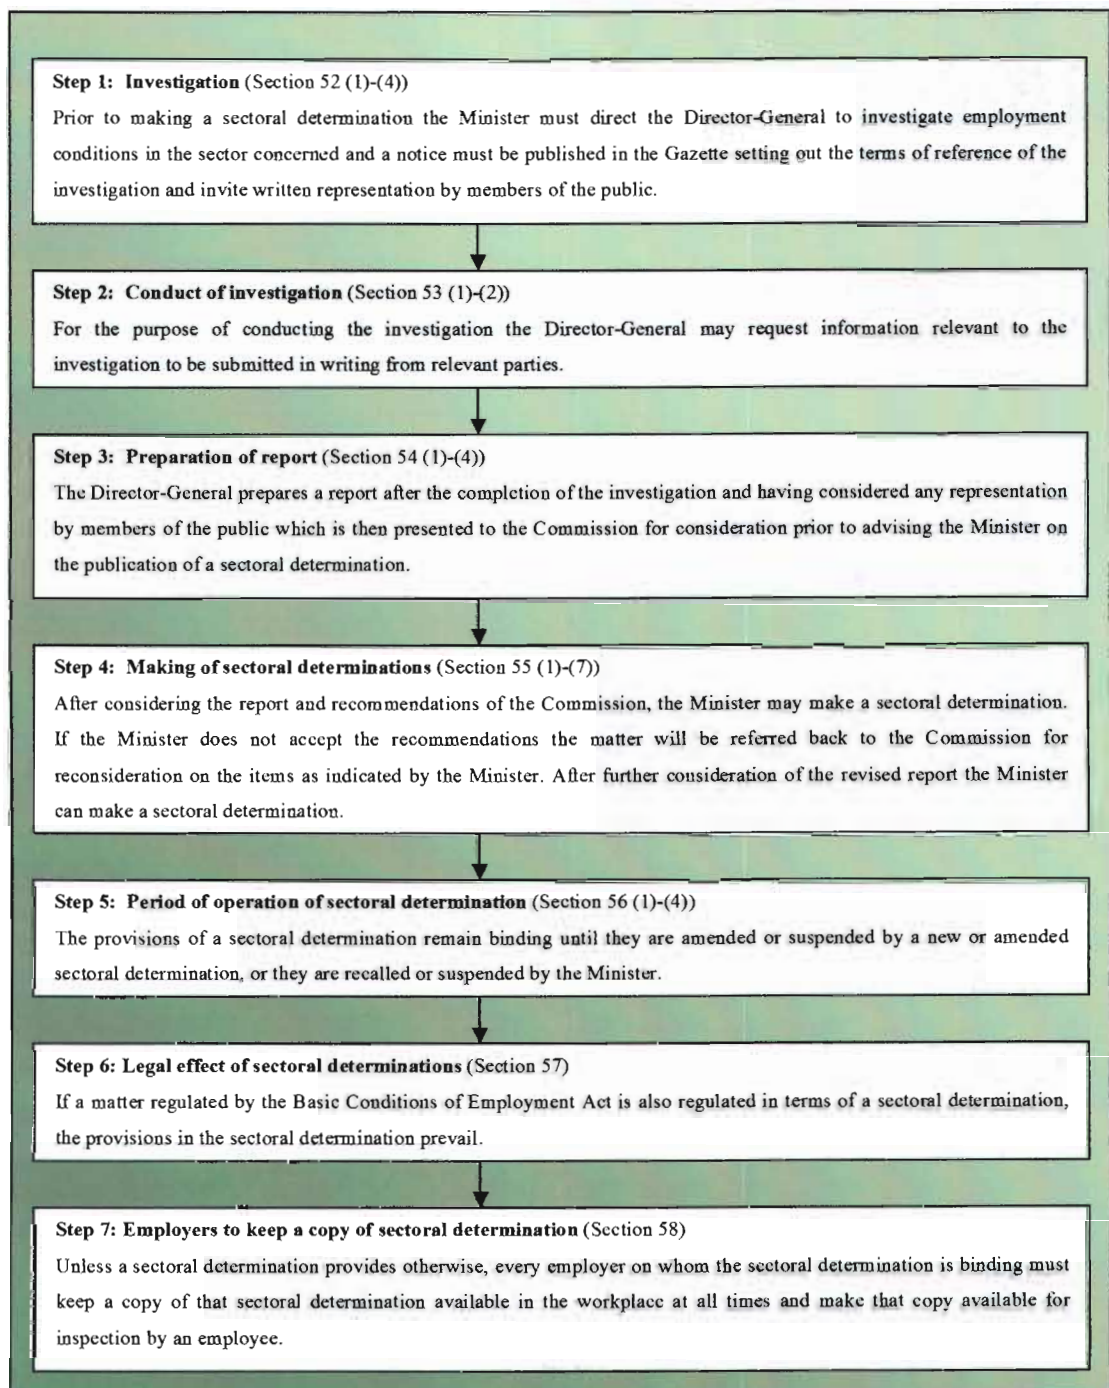 Step 1: Investigation (Section 52 (1)-(4))
Prior to making a sectoral determination the Minister must direct the Director-General to investigate employment
conditions in the sector concerned and a notice must be published in the Gazette setting out the terms of reference of the
investigation and invite written representation by members of the public.
Step 2: Conduct of investigation (Section 53 (1)-(2))
For the purpose of conducting the investigation the Director-General may request information relevant to the
investigation to be submitted in writing from relevant parties.
Step 3: Preparation of report (Section 54 (1)-(4))
The Director-General prepares a report after the completion of the investigation and having considered any representation
by members of the public which is then presented to the Commission for consideration prior to advising the Minister on
the publication of a sectoral determination.
Step 4: Making of sectoral determinations (Section 55 (1)-(7))
After considering the report and recommendations of the Commission, the Minister may make a sectoral determination.
If the Minister does not accept the recommendations the matter will be referred back to the Commission for
reconsideration on the items as indicated by the Minister. After further consideration of the revised report the Minister
can make a sectoral determination.
Step 5: Period of operation of sectoral determination (Section 56 (1)-(4))
The provisions of a sectoral determination remain binding until they are amended or suspended by a new or amended
sectoral determination, or they are recalled or suspended by the Minister.
Step 6: Legal effect of sectoral determinations (Section 57)
If a matter regulated by the Basic Conditions of Employment Act is also regulated in terms of a sectoral determination,
the provisions in the sectoral determination prevail.
Step 7: Employers to keep a copy of sectoral determination (Section 58)
Unless a sectoral determination provides otherwise, every employer on whom the sectoral determination is binding must
keep a copy of that sectoral determination available in the workplace at all times and make that copy available for
inspection by an employee.